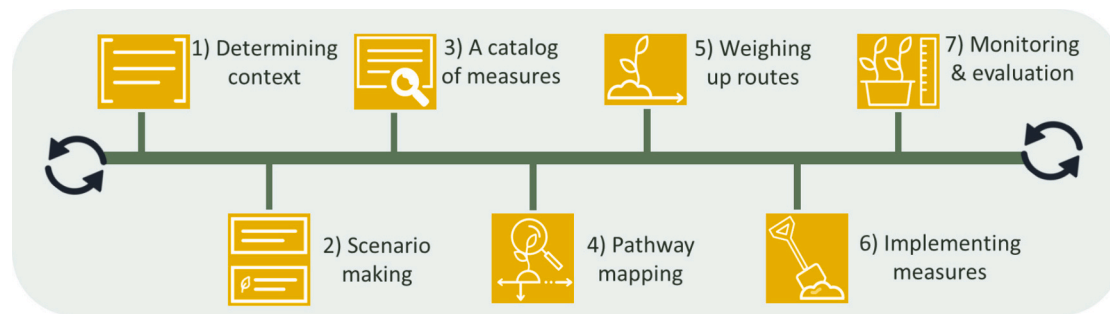 1) Determining
context
2) Scenario
making
3) A catalog
of measures
4) Pathway
mapping
5) Weighing
up routes
6) Implementing
measures
7) Monitoring
& evaluation